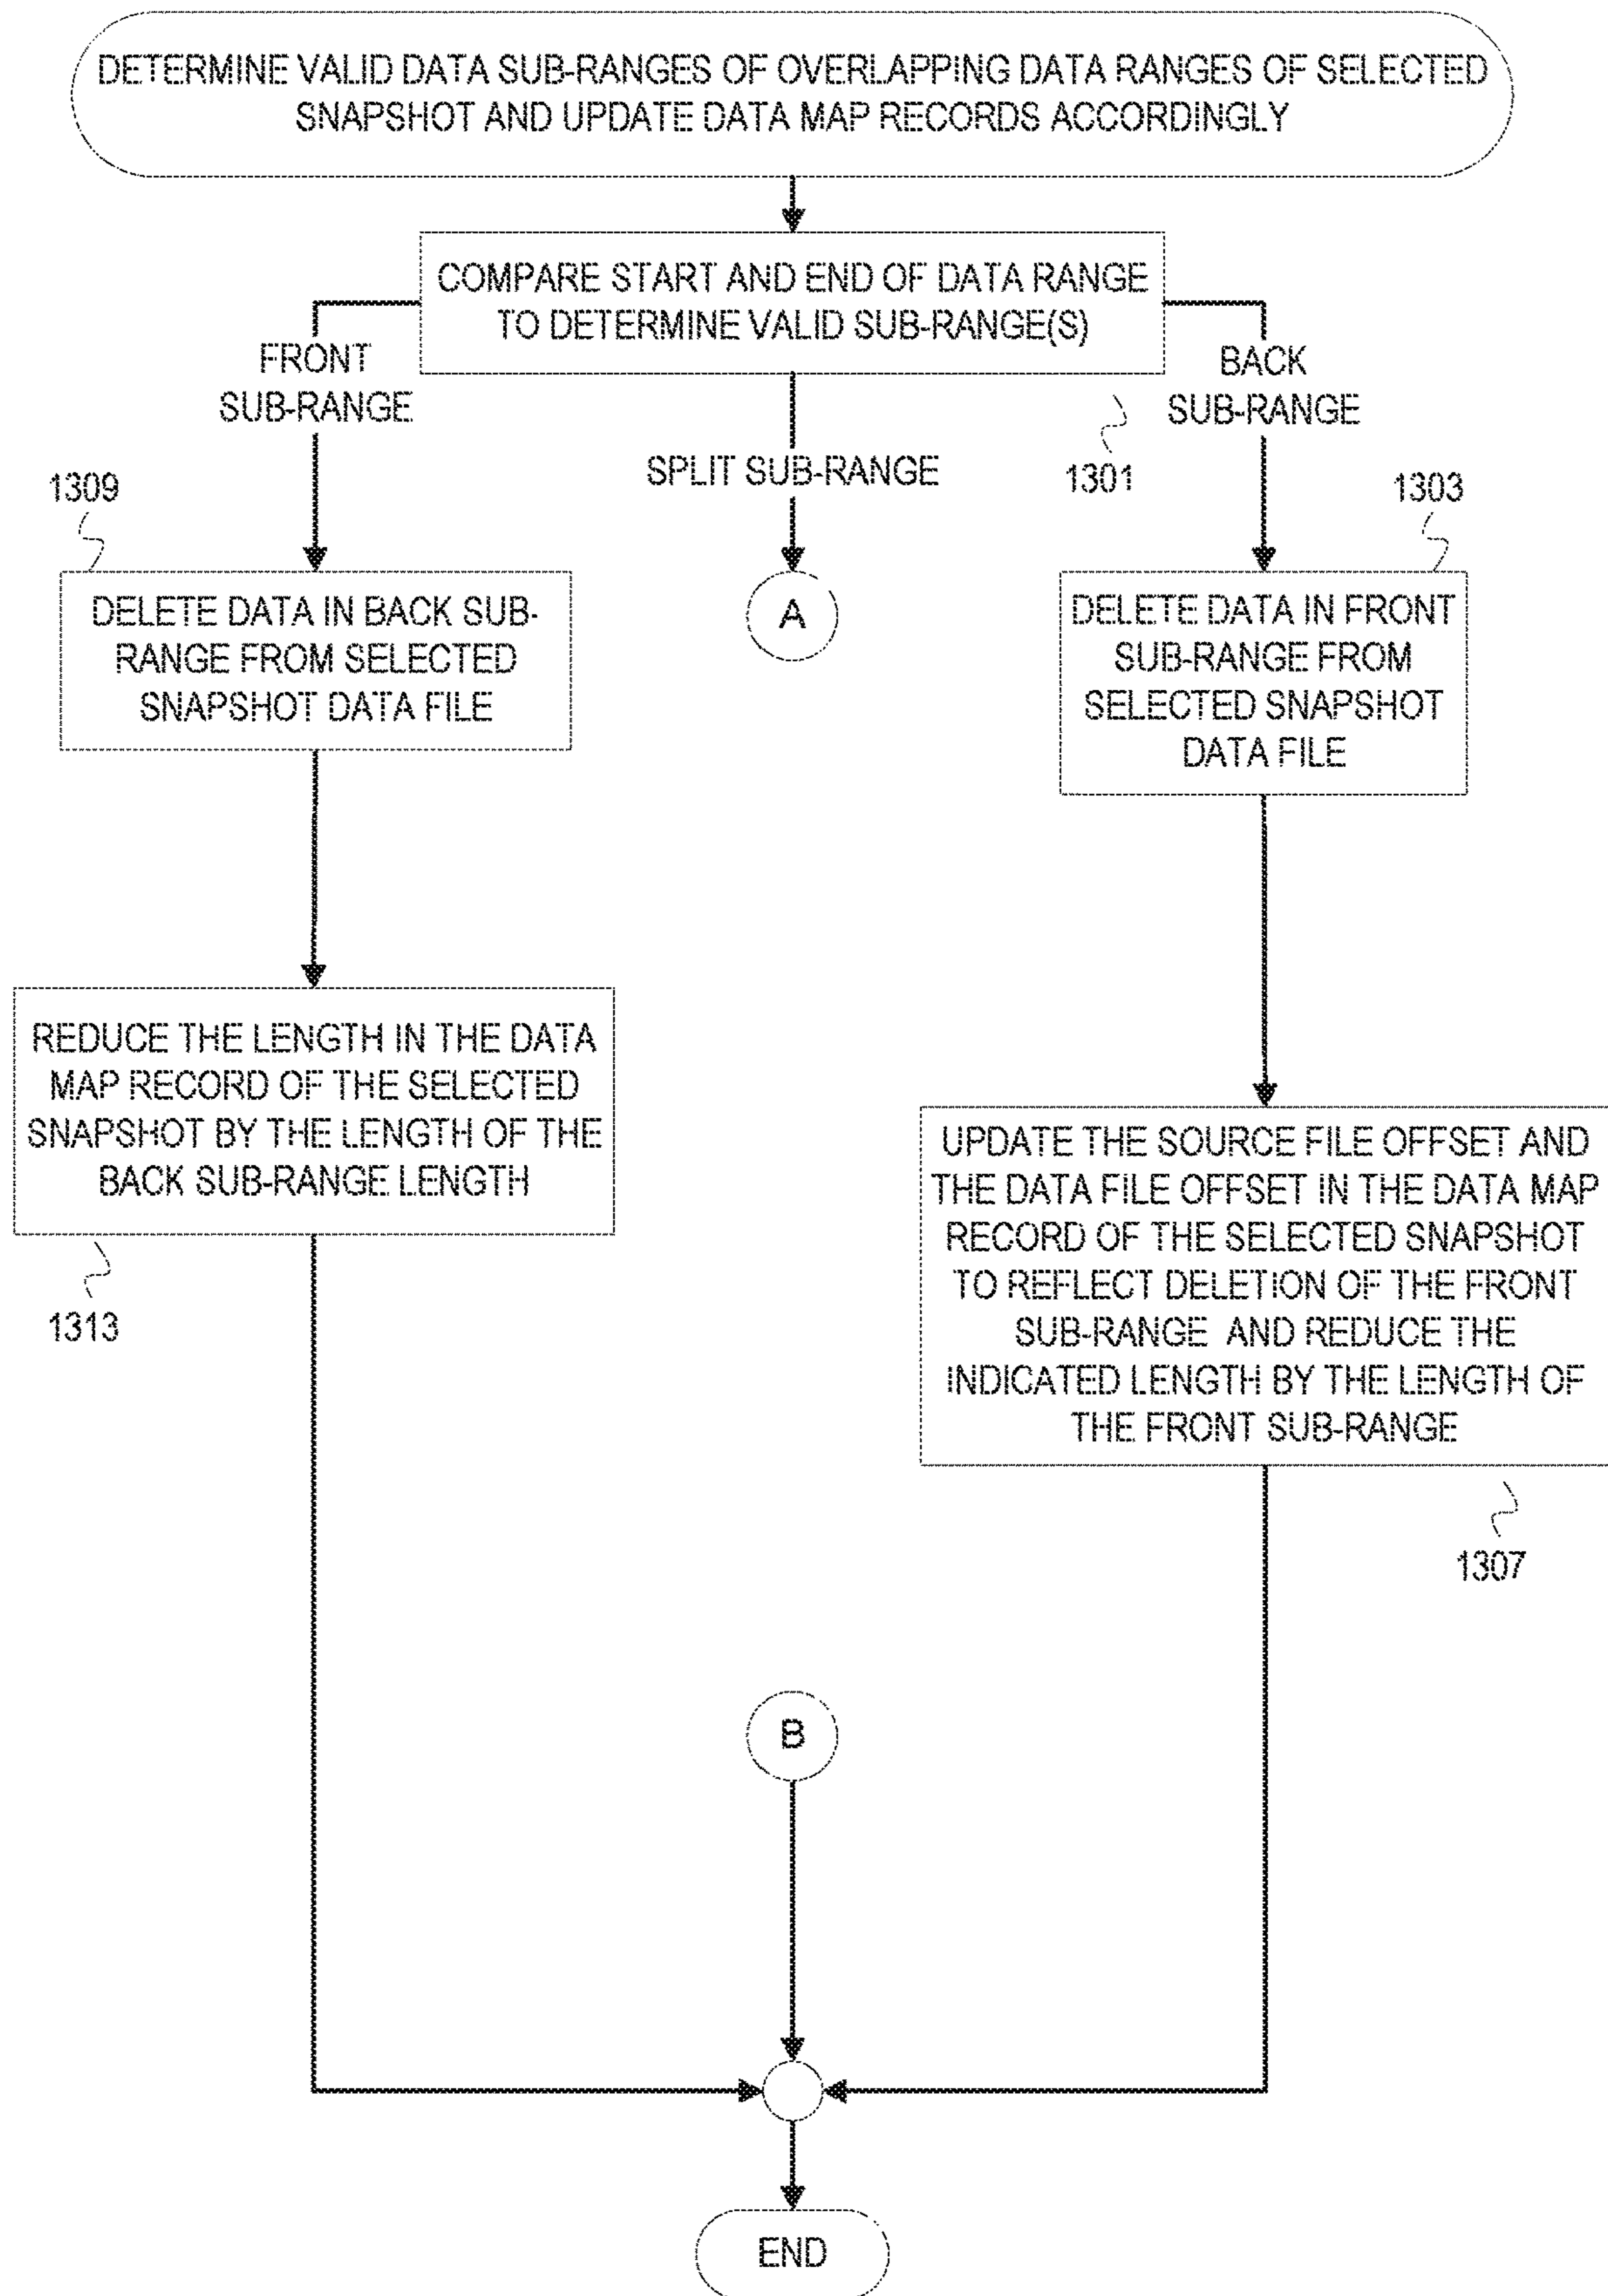 DETERMINE VALID DATA SUB-RANGES OF OVERLAPPING DATA RANGES OF SELECTED
SNAPSHOT AND UPDATE DATA MAP RECORDS ACCORDINGLY
COMPARE START AND END OF DATA RANGE
TO DETERMINE VALID SUB-RANGE(S)
FRONT
SUB-RANGE
SPLIT SUB-RANGE
1301
BACK
SUB-RANGE
1309
DELETE DATA IN BACK SUB-
RANGE FROM SELECTED
SNAPSHOT DATA FILE
A
1303
DELETE DATA IN FRONT
SUB-RANGE FROM
SELECTED SNAPSHOT
DATA FILE
REDUCE THE LENGTH IN THE DATA
MAP RECORD OF THE SELECTED
SNAPSHOT BY THE LENGTH OF THE
BACK SUB-RANGE LENGTH
1313
UPDATE THE SOURCE FILE OFFSET AND
THE DATA FILE OFFSET IN THE DATA MAP
RECORD OF THE SELECTED SNAPSHOT
TO REFLECT DELETION OF THE FRONT
SUB-RANGE AND REDUCE THE
INDICATED LENGTH BY THE LENGTH OF
THE FRONT SUB-RANGE
1307
B
END